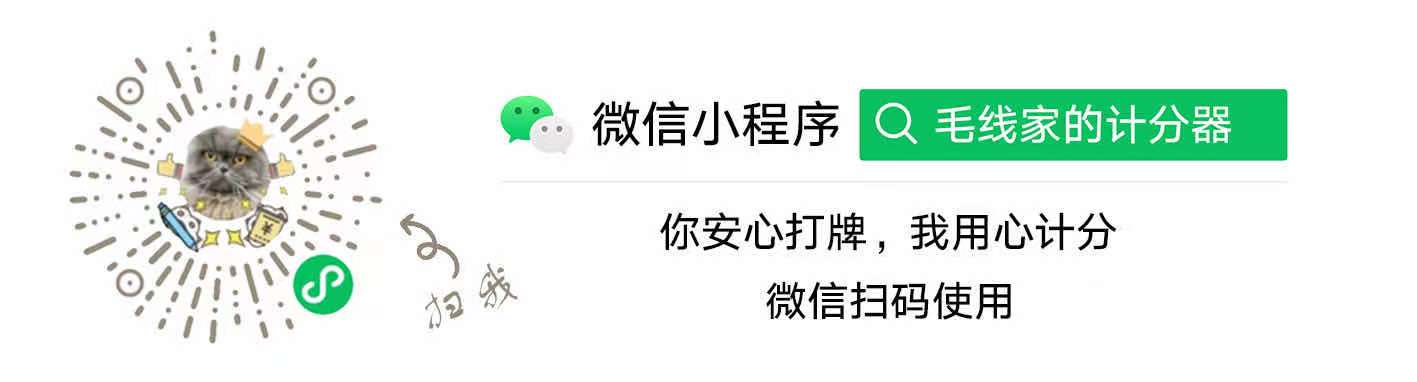 微信小程序 毛线家的计分器
你安心打牌，我用心计分
微信扫码使用
扫我
¥